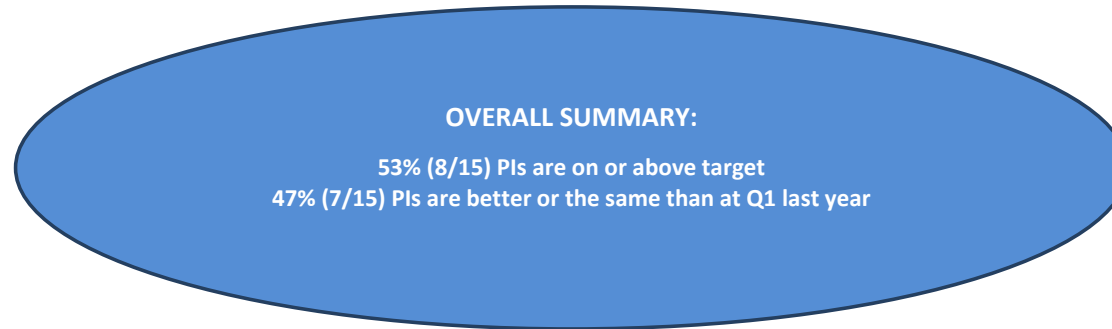 OVERALL SUMMARY:
53% (8/15) PIs are on or above target
47% (7/15) PIs are better or the same than at Q1 last year